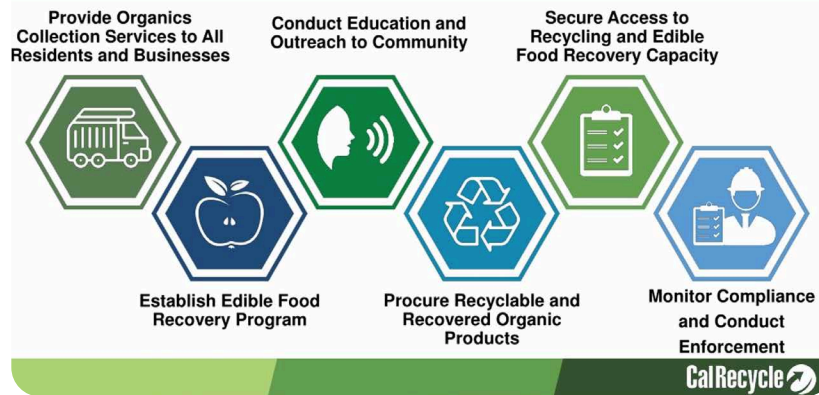 Provide Organics
Collection Services to All
Residents and Businesses
Conduct Education and
Outreach to Community
Secure Access to
Recycling and Edible
Food Recovery Capacity
Establish Edible Food
Recovery Program
Procure Recyclable and
Recovered Organic
Products
Monitor Compliance
and Conduct
Enforcement
CalRecycle